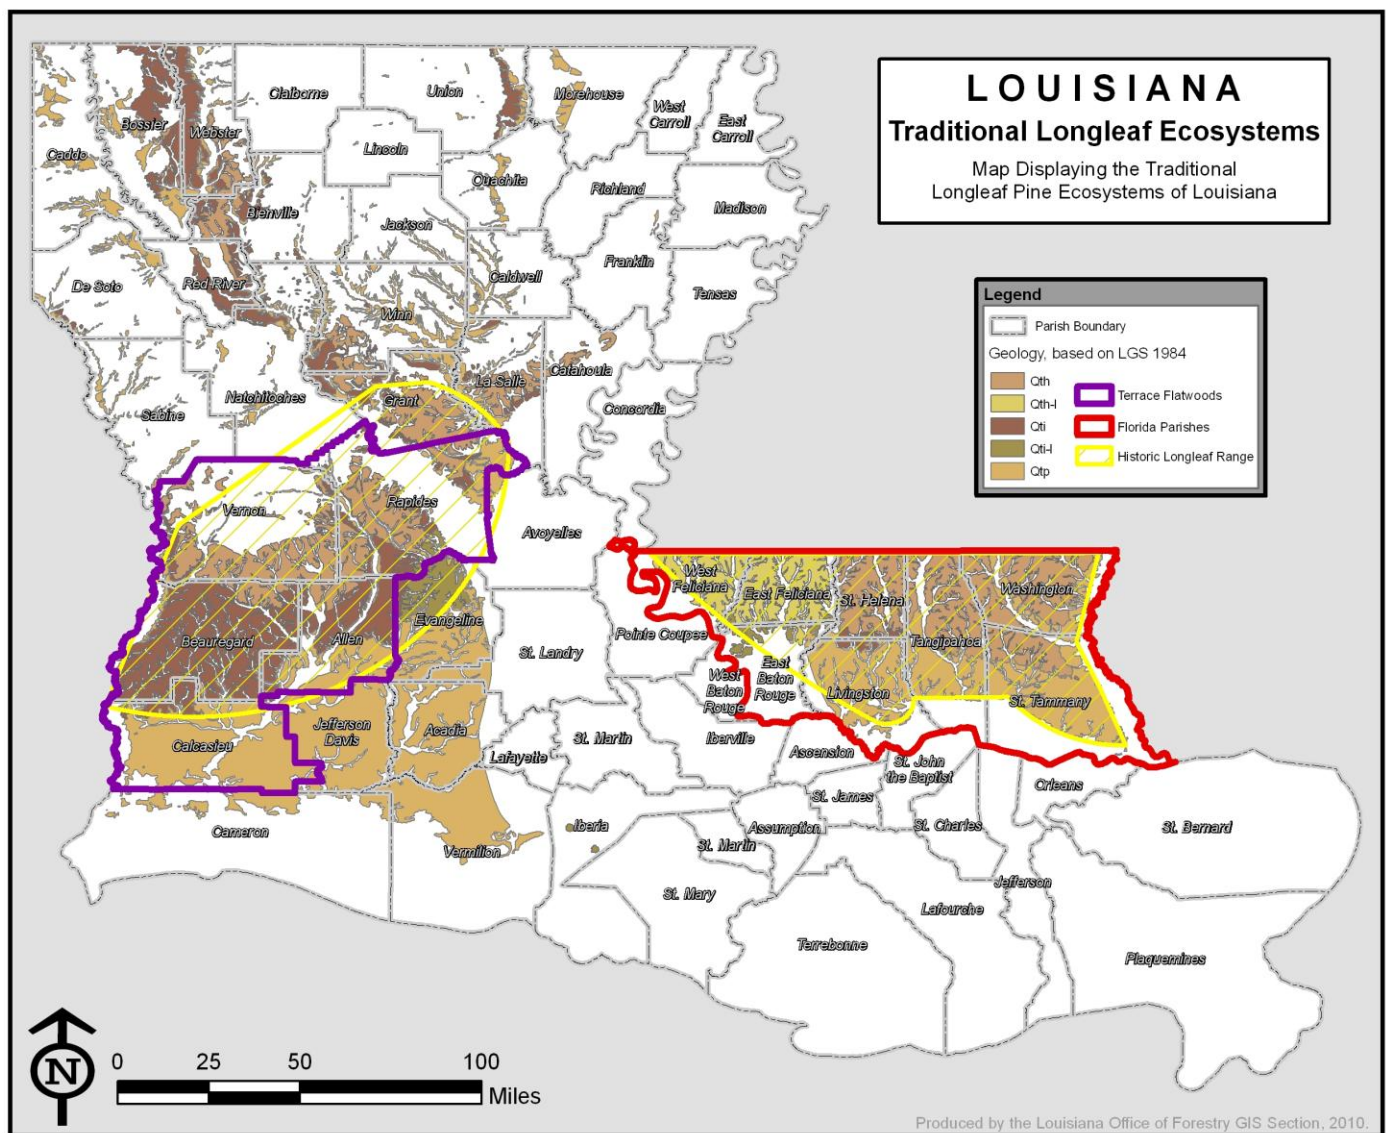 LOUISIANA
Traditional Longleaf Ecosystems
Map Displaying the Traditional
Longleaf Pine Ecosystems of Louisiana
Legend
Parish Boundary
Geology, based on LGS 1984
Qth
Qth-l
Qti
Qti-l
Qtp
Terrace Flatwoods
Florida Parishes
Historic Longleaf Range
Claiborne
Union
Morehouse
West
Carroll
East
Carroll
Bossier
Webster
Caddo
Lincoln
Ouachita
Richland
Madison
Bienville
Jackson
Franklin
Caldwell
De Soto
Red River
Tensas
Winn
Catahoula
La Salle
Natchitoches
Grant
Sabine
Concordia
Vernon
Rapides
Avoyelles
West
Feliciana
East Feliciana
St. Helena
Washington
Evangeline
Beauregard
Allen
Pointe Coupee
Tangipahoa
St. Landry
East
Baton
Rouge
West
Baton
Rouge
Livingston
St. Tammany
Calcasieu
Jefferson
Davis
Acadia
Lafayette
St. Martin
Iberville
Ascension
St. John
the Baptist
Orleans
St. James
Cameron
Iberia
Assumption
St. Charles
St. Bernard
Vermilion
St. Martin
St. Mary
Jefferson
Lafourche
Terrebonne
Plaquemines
N
0 25 50 100
Miles
Produced by the Louisiana Office of Forestry GIS Section, 2010.